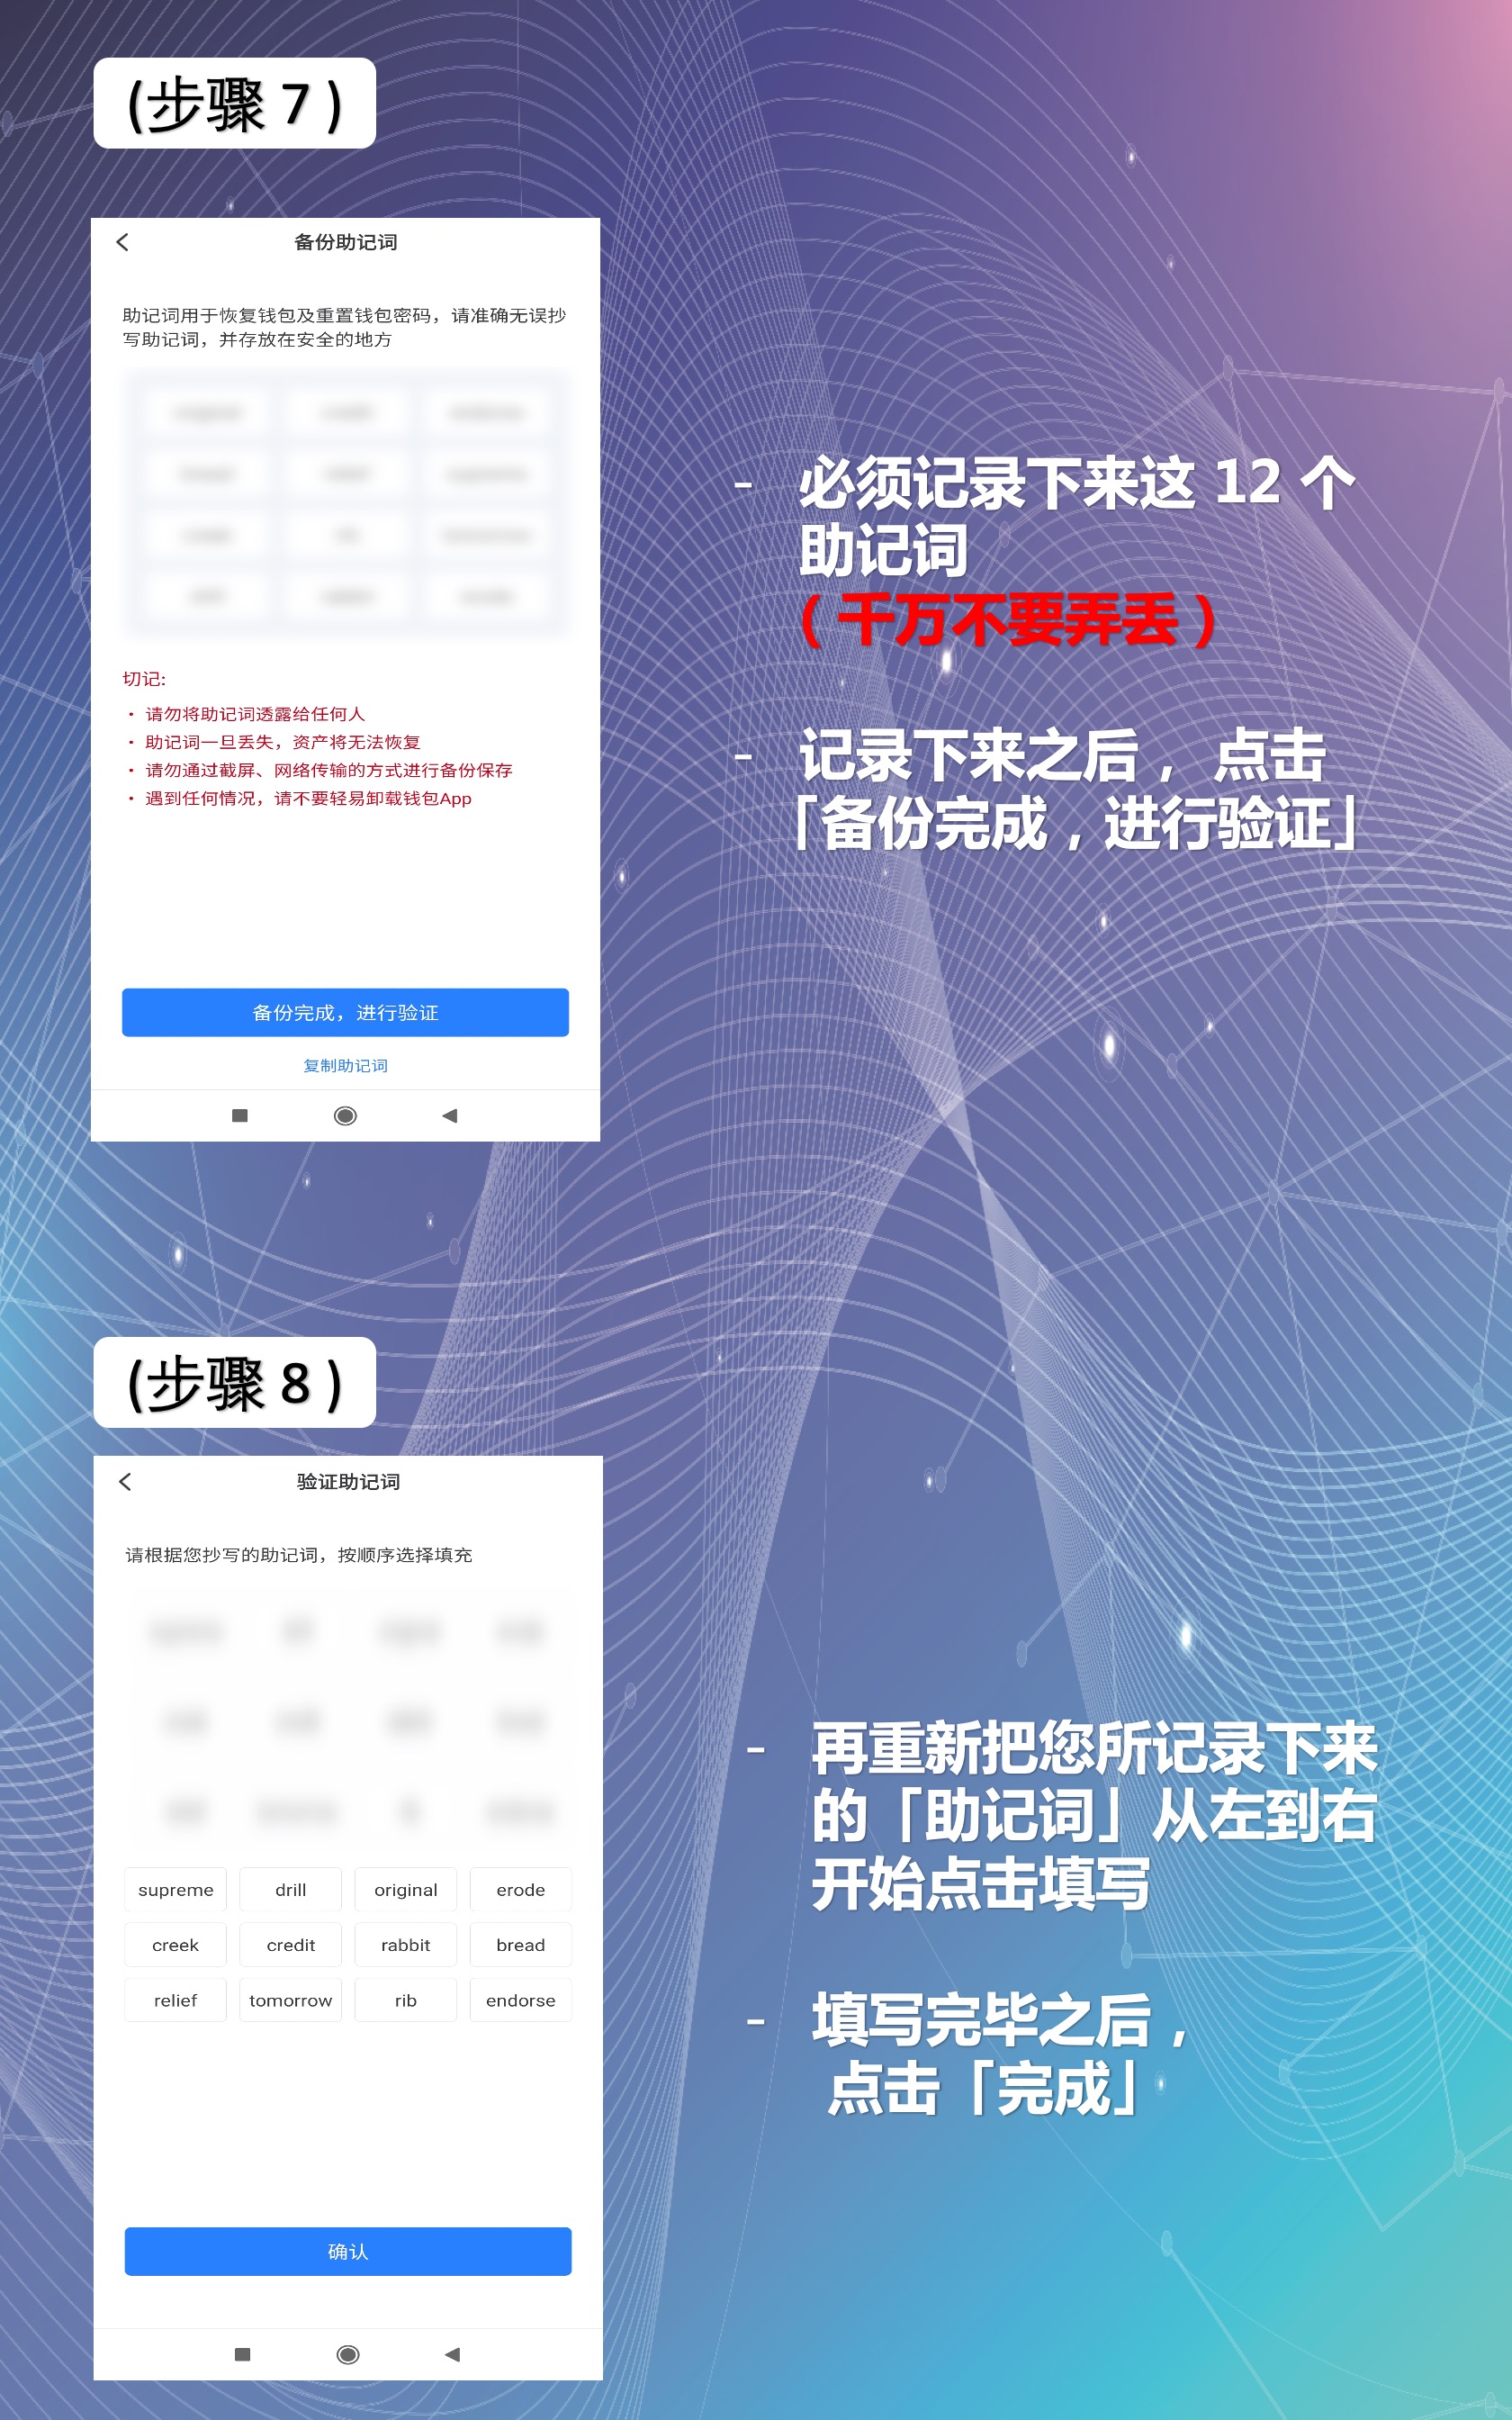 (步骤 7 )
备份助记词
助记词用于恢复钱包及重置钱包密码，请准确无误抄
写助记词，并存放在安全的地方
切记:
· 请勿将助记词透露给任何人
· 助记词一旦丢失，资产将无法恢复
· 请勿通过截屏、网络传输的方式进行备份保存
· 遇到任何情况，请不要轻易卸载钱包App
备份完成，进行验证
复制助记词
- 必须记录下来这 12 个
助记词
( 千万不要弄丢 )
- 记录下来之后， 点击
「备份完成，进行验证」
(步骤 8 )
验证助记词
请根据您抄写的助记词，按顺序选择填充
supreme drill original erode
creek credit rabbit bread
relief tomorrow rib endorse
确认
- 再重新把您所记录下来
的「助记词」从左到右
开始点击填写
- 填写完毕之后，
点击「完成」